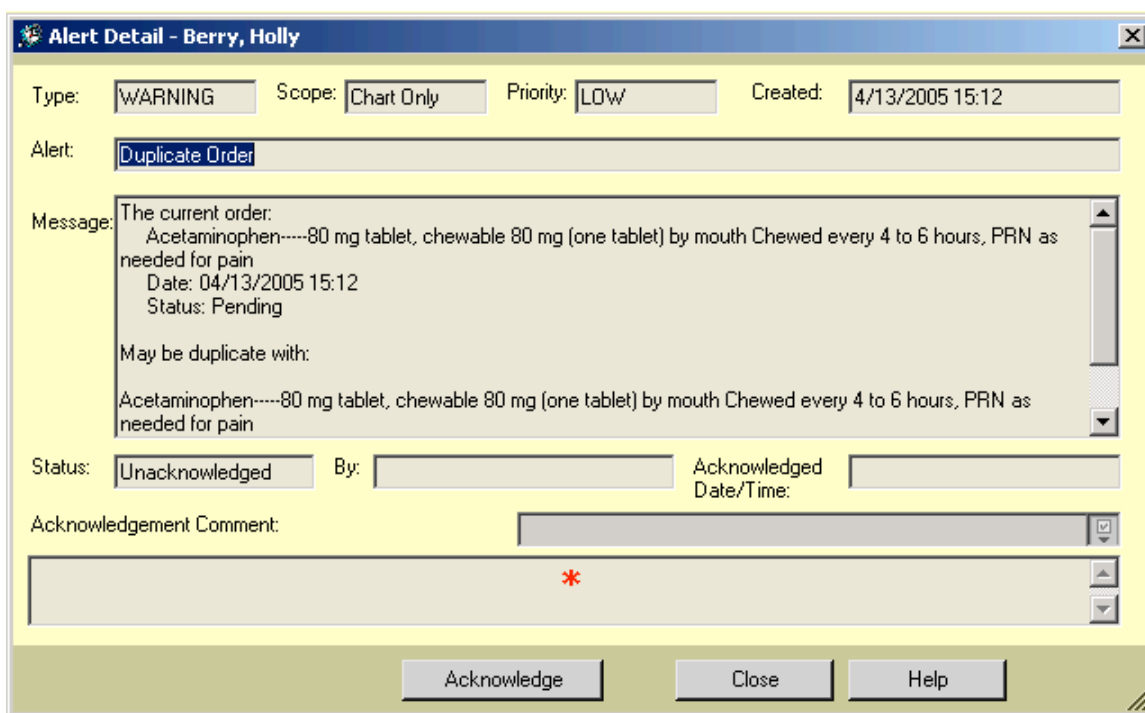 Alert Detail - Berry, Holly
Type: WARNING Scope: Chart Only Priority: LOW Created: 4/13/2005 15:12
Alert: Duplicate Order
Message: The current order:
Acetaminophen-----80 mg tablet, chewable 80 mg (one tablet) by mouth Chewed every 4 to 6 hours, PRN as
needed for pain
Date: 04/13/2005 15:12
Status: Pending
May be duplicate with:
Acetaminophen-----80 mg tablet, chewable 80 mg (one tablet) by mouth Chewed every 4 to 6 hours, PRN as
needed for pain
Status: Unacknowledged By: Acknowledged
Date/Time:
Acknowledgement Comment:
*
Acknowledge Close Help